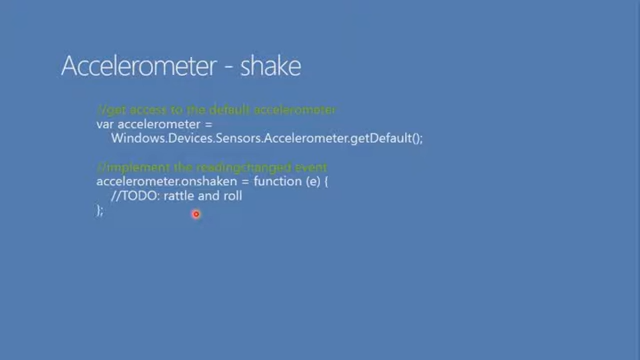 Accelerometer - shake
//get access to the default accelerometer
var accelerometer =
Windows.Devices.Sensors.Accelerometer.getDefault();
//implement the readingchanged event
accelerometer.onshaken = function (e) {
//TODO: rattle and roll
};